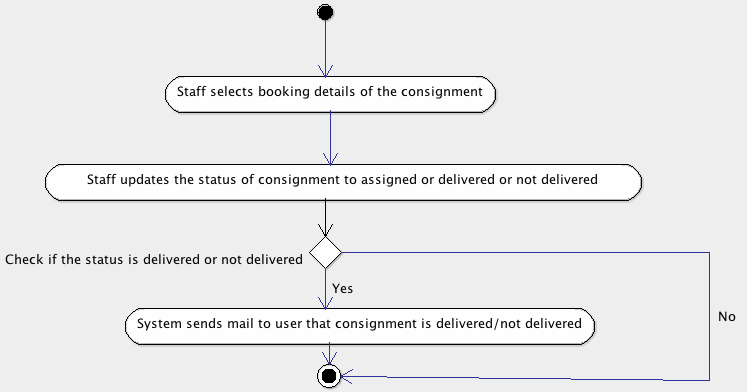 Staff selects booking details of the consignment
Staff updates the status of consignment to assigned or delivered or not delivered
Check if the status is delivered or not delivered
Yes
No
System sends mail to user that consignment is delivered/not delivered